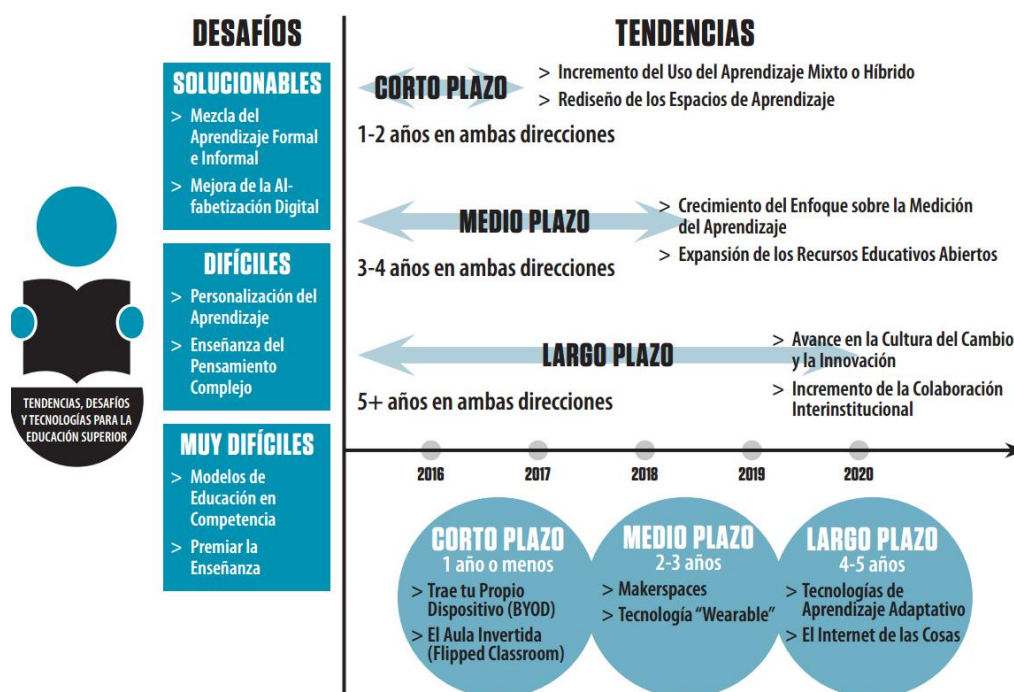 DESAFÍOS
SOLUCIONABLES
> Mezcla del
Aprendizaje Formal
e Informal
> Mejora de la Al-
fabetización Digital
DIFÍCILES
> Personalización del
Aprendizaje
> Enseñanza del
Pensamiento
Complejo
MUY DIFÍCILES
> Modelos de
Educación en
Competencia
> Premiar la
Enseñanza
TENDENCIAS, DESAFÍOS
Y TECNOLOGÍAS PARA LA
EDUCACIÓN SUPERIOR
TENDENCIAS
CORTO PLAZO
1-2 años en ambas direcciones
> Incremento del Uso del Aprendizaje Mixto o Híbrido
> Rediseño de los Espacios de Aprendizaje
MEDIO PLAZO
3-4 años en ambas direcciones
> Crecimiento del Enfoque sobre la Medición
del Aprendizaje
> Expansión de los Recursos Educativos Abiertos
LARGO PLAZO
5+ años en ambas direcciones
> Avance en la Cultura del Cambio
y la Innovación
> Incremento de la Colaboración
Interinstitucional
2016 2017 2018 2019 2020
CORTO PLAZO
1 año o menos
> Trae tu Propio
Dispositivo (BYOD)
> El Aula Invertida
(Flipped Classroom)
MEDIO PLAZO
2-3 años
> Makerspaces
> Tecnología “Wearable”
LARGO PLAZO
4-5 años
> Tecnologías de
Aprendizaje Adaptativo
> El Internet de las Cosas